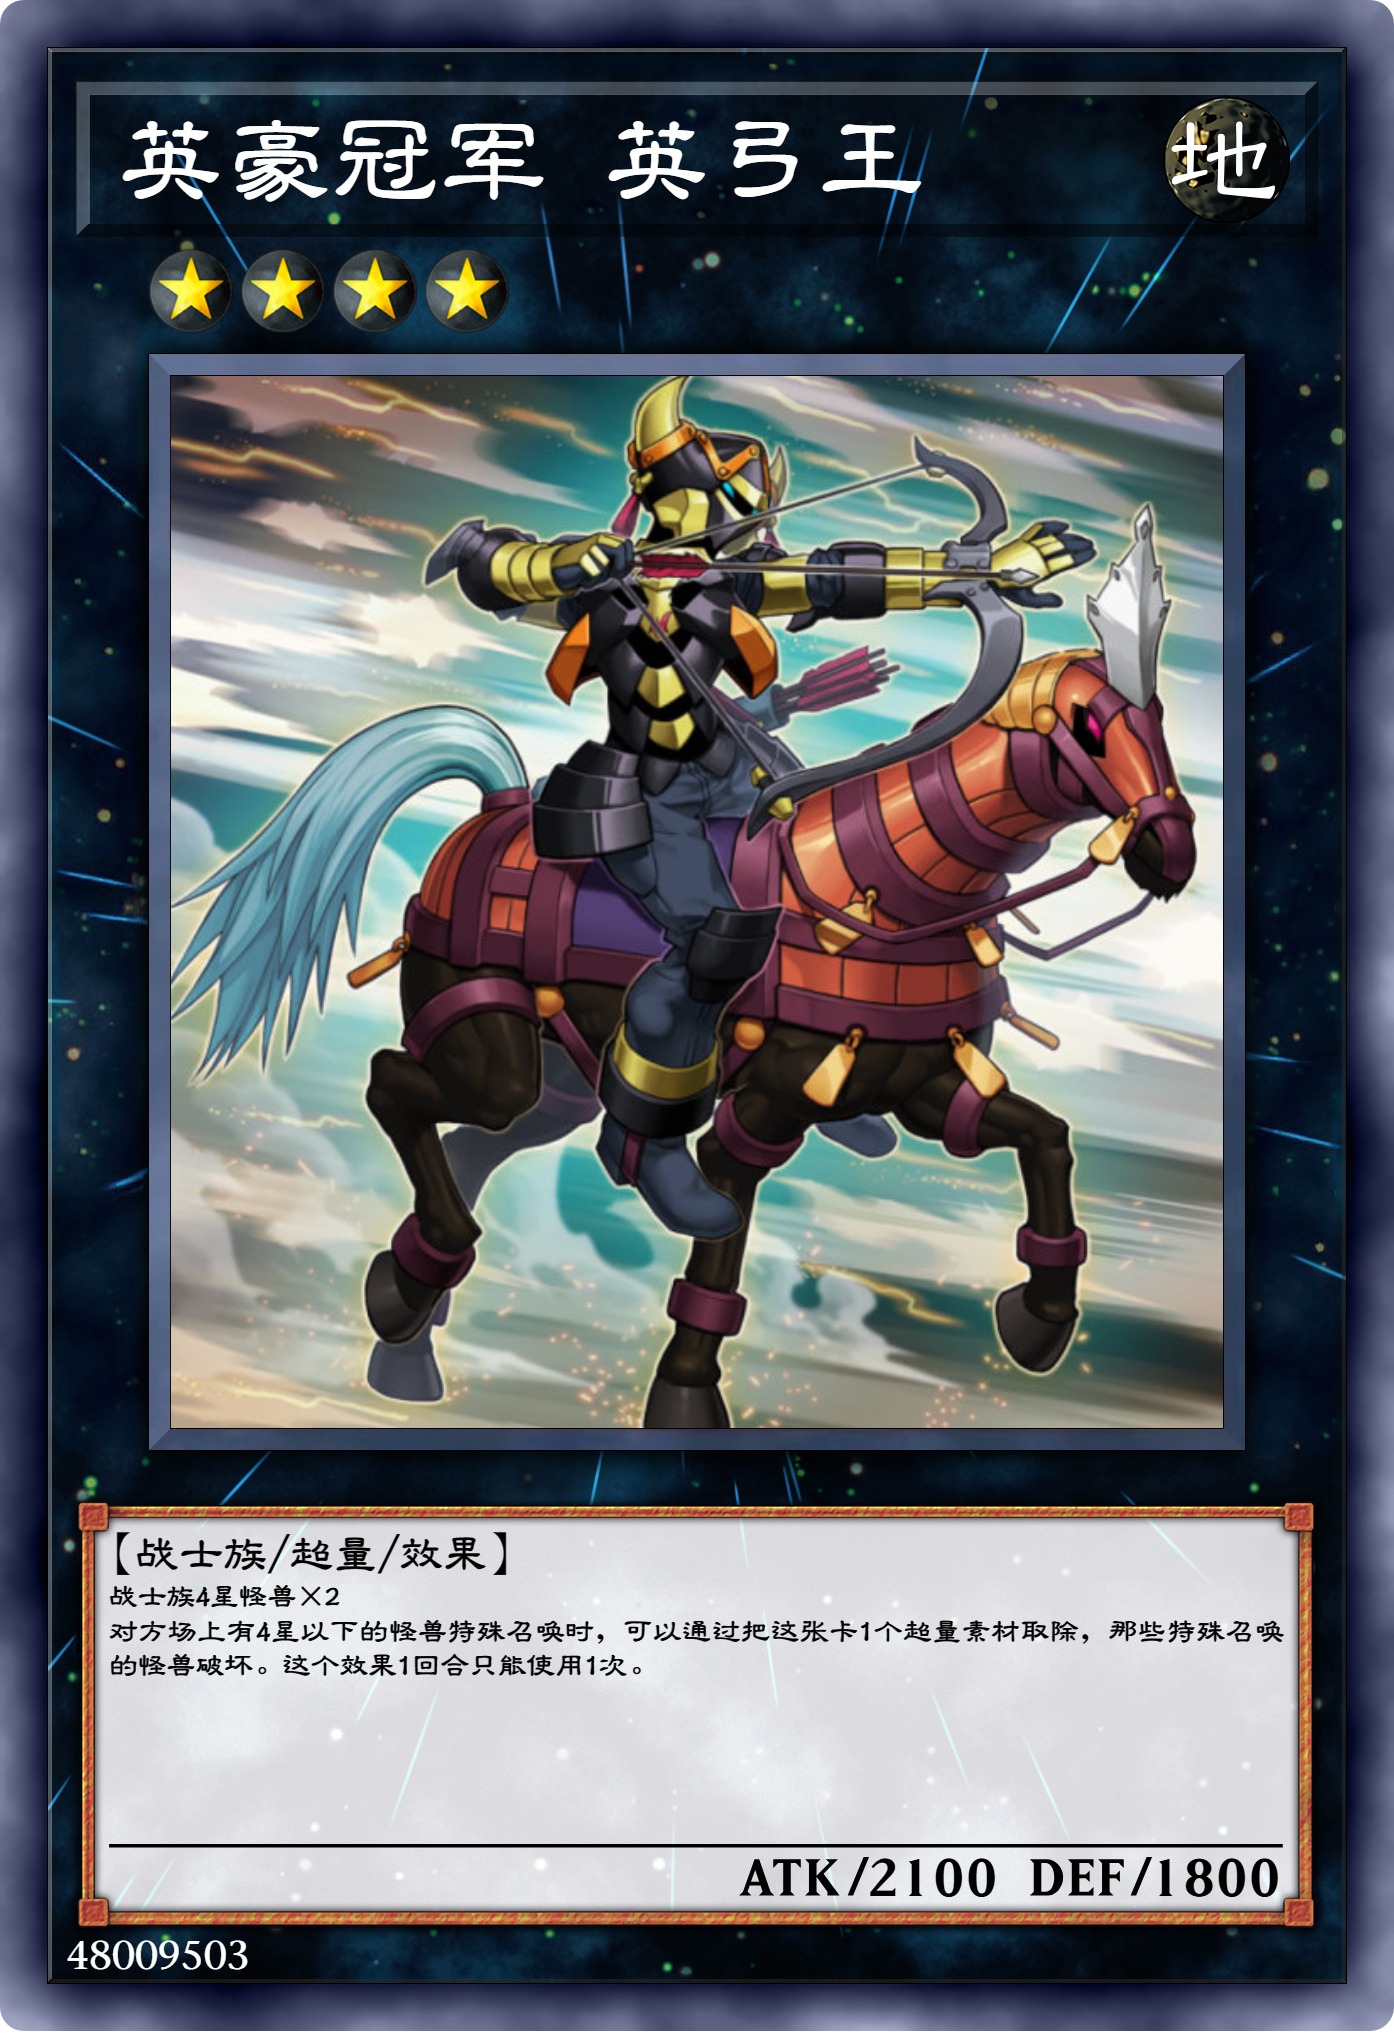 英豪冠军 英弓王
地
【战士族/超量/效果】
战士族4星怪兽×2
对方场上有4星以下的怪兽特殊召唤时，可以通过把这张卡1个超量素材取除，那些特殊召唤
的怪兽破坏。这个效果1回合只能使用1次。
ATK/2100 DEF/1800
48009503